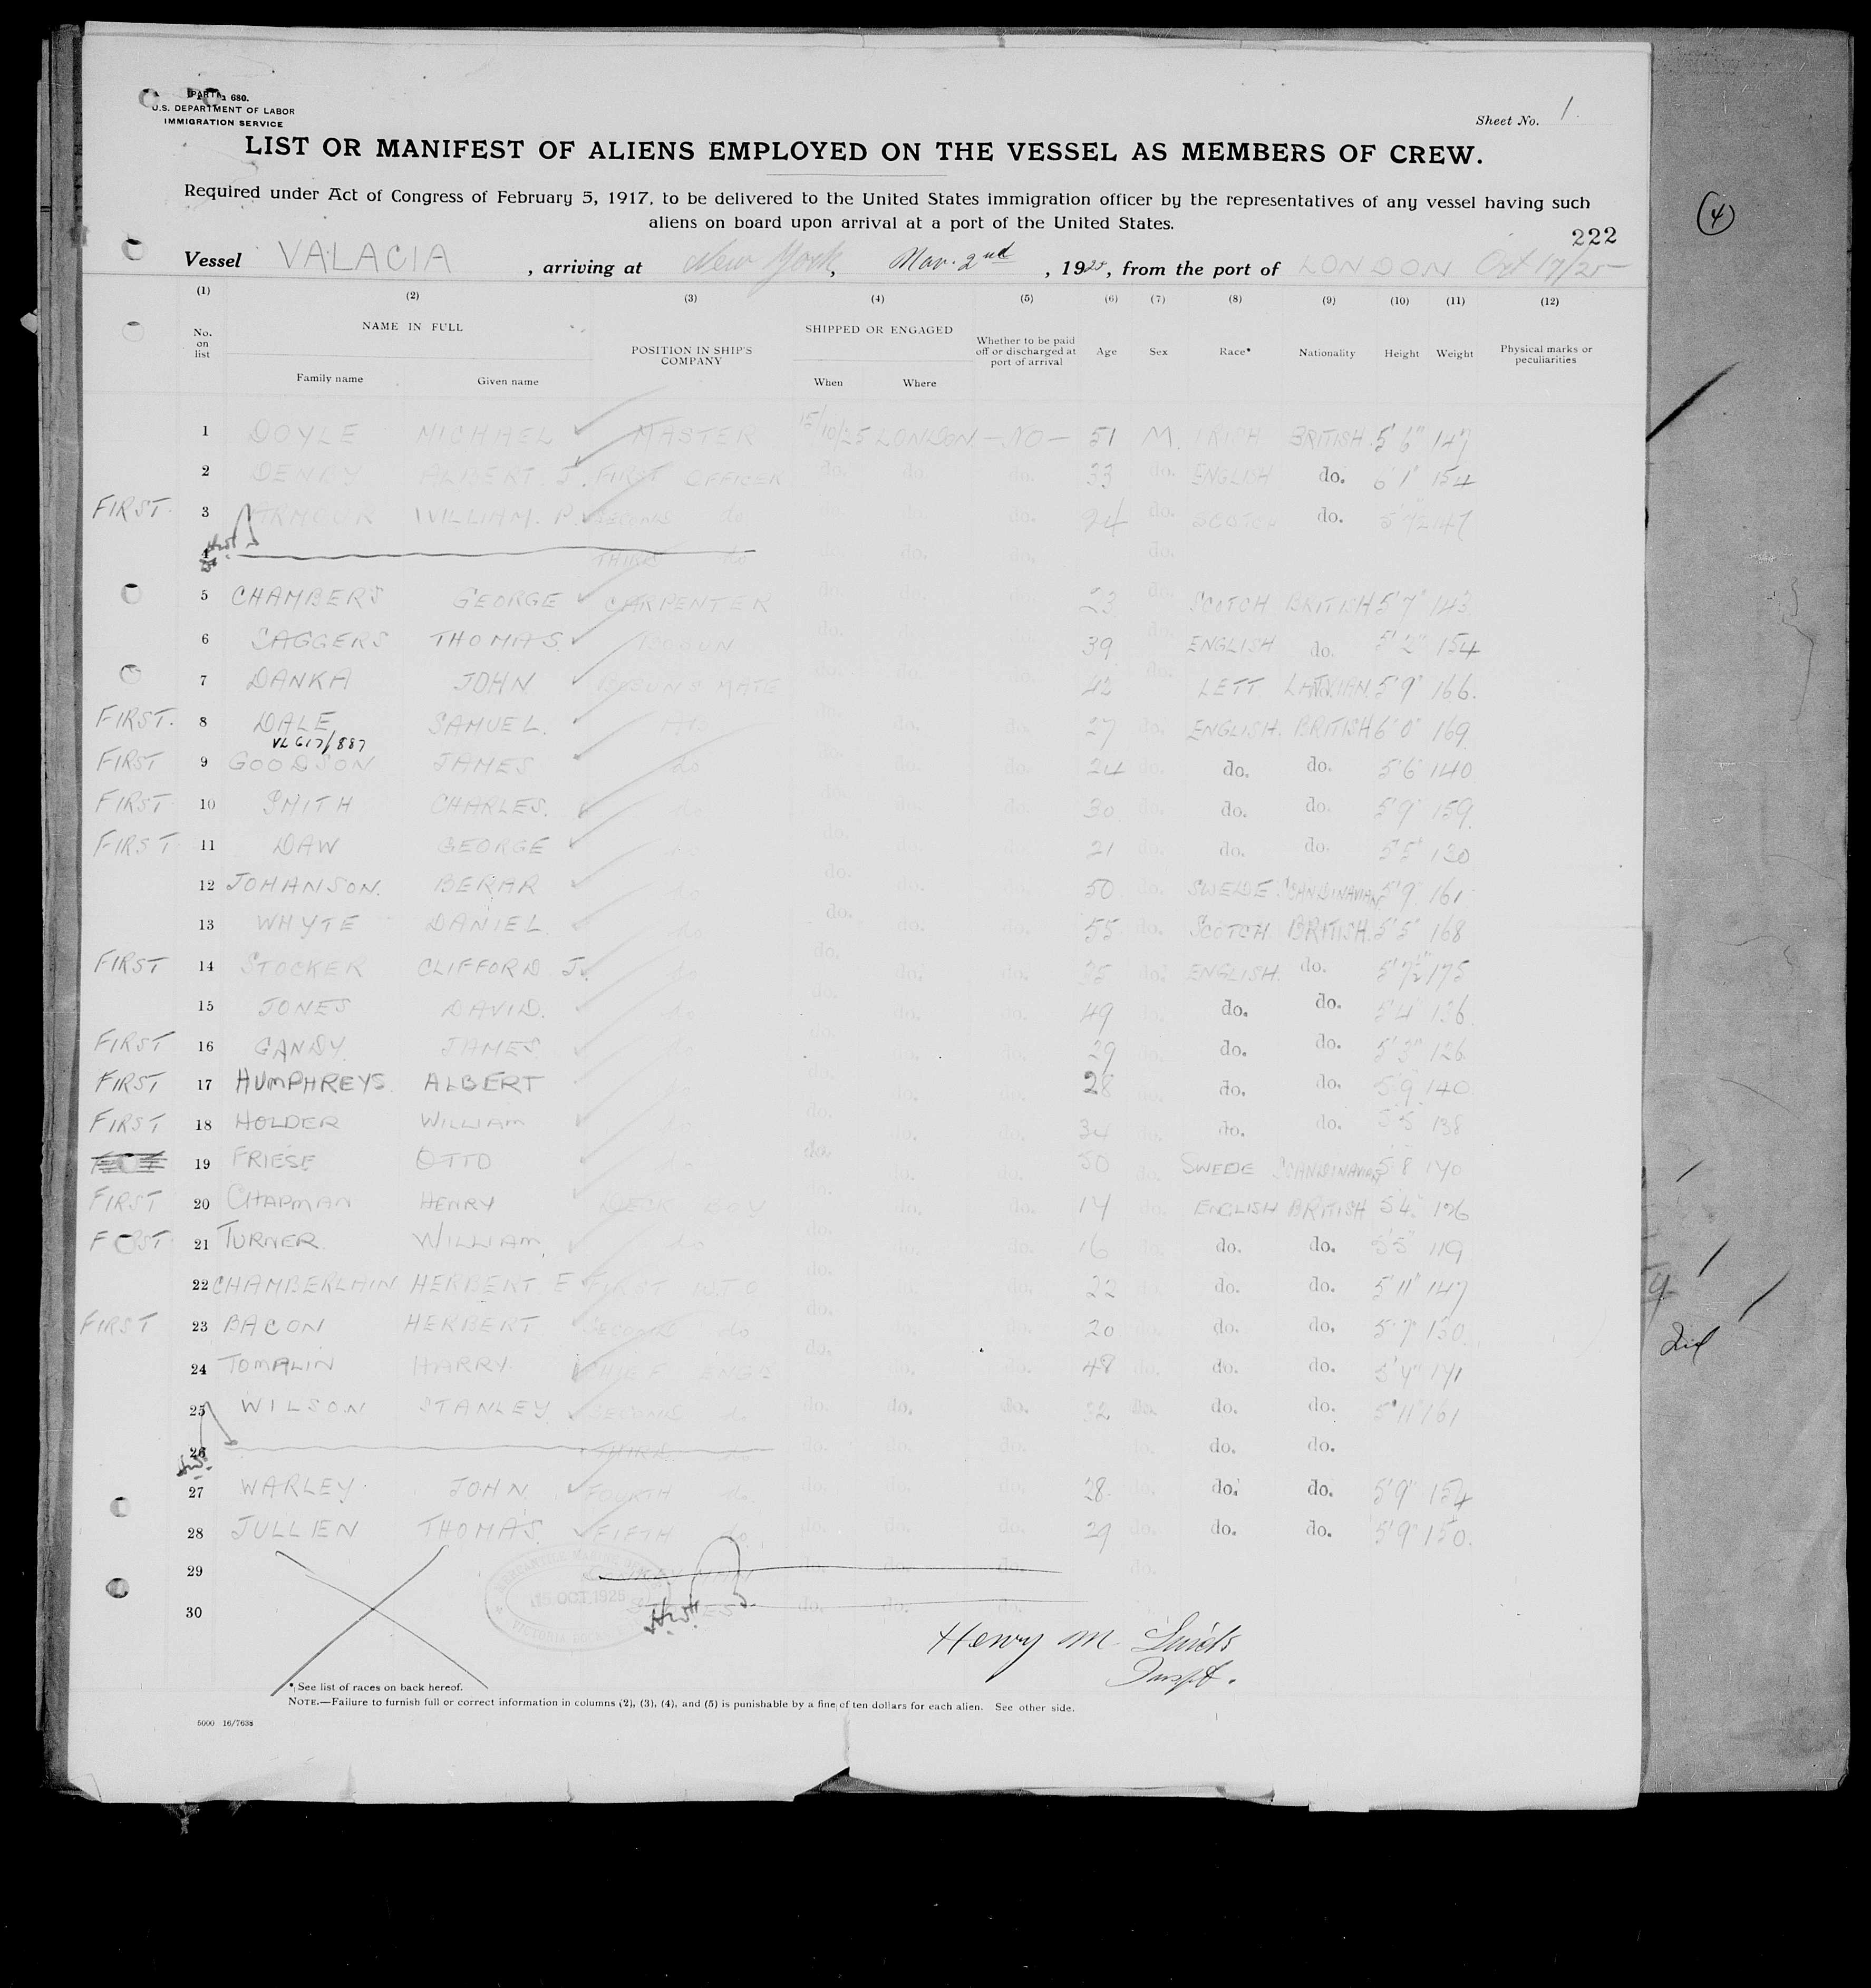 680.
U.S. DEPARTMENT OF LABOR
IMMIGRATION SERVICE
Sheet No. 1
LIST OR MANIFEST OF ALIENS EMPLOYED ON THE VESSEL AS MEMBERS OF CREW.
Required under Act of Congress of February 5, 1917, to be delivered to the United States immigration officer by the representatives of any vessel having such
aliens on board upon arrival at a port of the United States.
222
Vessel VALACIA, arriving at New York, Nov. 2nd, 1925, from the port of LONDON Oct 17/25
(1) (2) (3) (4) (5) (6) (7) (8) (9) (10) (11) (12)
No. on list NAME IN FULL Family name Given name POSITION IN SHIP'S COMPANY SHIPPED OR ENGAGED When Where Whether to be paid off or discharged at port of arrival Age Sex Race* Nationality Height Weight Physical marks or peculiarities
1 DOYLE MICHAEL MASTER 15/10/25 LONDON -NO- 51 M. IRISH BRITISH 5'6" 147
2 DENBY ALBERT J. FIRST OFFICER do. do. do. 33 do. ENGLISH do. 6'1" 154
FIRST. 3 ARMOUR WILLIAM. P. SECOND do do. do. 24 do. SCOTCH do. 147
4 THIRD do do. do. do.
5 CHAMBERS GEORGE CARPENTER do. do. do. 23 do. SCOTCH BRITISH 5'7" 143
6 SAGGERS THOMAS. BOSUN do. 39 ENGLISH do. 5'2" 154
7 DANKA JOHN. BOSUNS MATE 42 do. LETT. LATVIAN. 5'9" 166.
FIRST. 8 DALE SAMUEL. do. 27 do. ENGLISH. BRITISH 6'0" 169
VL 617/887
FIRST 9 GOODSON JAMES do do. do. 24 do. do. do. 5'6" 140
FIRST 10 SMITH CHARLES. do do. do. 30 do. do. do. 5'9" 159
FIRST 11 DAW GEORGE do do. do. 21 do. do. do. 5'5" 130
12 JOHANSON. BERAR do do. do. do. 50 do. SWEDE SCANDINAVIAN 5'9" 161
13 WHYTE DANIEL. do do. do. do. 55 do. SCOTCH BRITISH. 5'5" 168
FIRST 14 STOCKER CLIFFORD J. do do. do. do. 25 do. ENGLISH. do. 5'7½" 175
15 JONES DAVID. do do. do. do. 49 do. do. do. 5'4" 136
FIRST 16 GANDY JAMES do do. do. do. 29 do. do. do. 5'3" 126
FIRST 17 HUMPHREYS ALBERT do do. 28 do. do. do. 5'9 140
FIRST 18 HOLDER WILLIAM do do. do. do. 34 do. do. do. 5'5" 138
19 FRIESE OTTO do do. do. do. 50 do. SWEDE SCANDINAVIAN 5'8 170
FIRST 20 CHAPMAN HENRY DECK BOY do. do. 14 do. ENGLISH BRITISH 5'4" 126
21 TURNER WILLIAM do do. do. do. 16 do. do. do. 5'5" 119
22 CHAMBERLAIN HERBERT E FIRST W.T.O do. do. 22 do. do. 5'11" 147
FIRST 23 BACON HERBERT SECOND do do. do. 20 do. do. do. 5'7 150
24 TOMALIN HARRY CHIEF ENGR do. do. 48 do. do. 5'4" 141
25 WILSON STANLEY SECOND do do. do. do. 32 do. do. do. 5'11" 161
26 THIRD do do. do. do. do. do. do.
27 WARLEY JOHN FOURTH do do. do. do. 28 do. do. do. 5'9" 154
28 JULLIEN THOMAS. FIFTH do do. do. do. 29 do. do. do. 5'9" 150.
29 do. do. do.
30 do. do. do.
15 OCT 1925
Henry M.
Inspt.
* See list of races on back hereof.
NOTE.—Failure to furnish full or correct information in columns (2), (3), (4), and (5) is punishable by a fine of ten dollars for each alien. See other side.
5000 16/7638
(4)